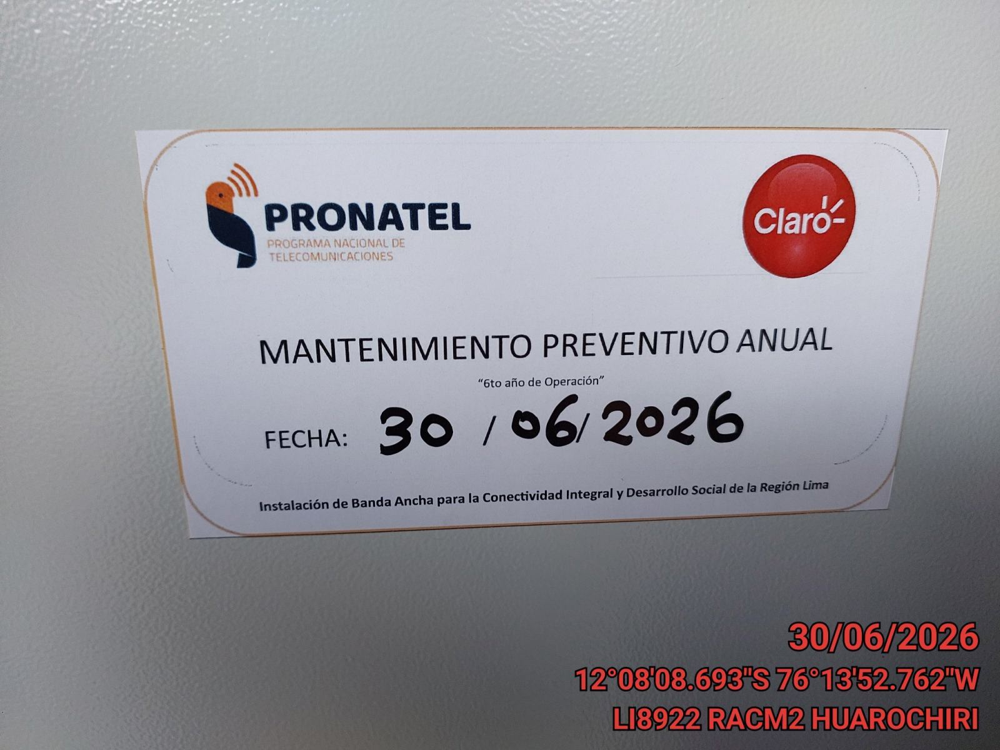 PRONATEL
PROGRAMA NACIONAL DE
TELECOMUNICACIONES
Claro
MANTENIMIENTO PREVENTIVO ANUAL
“6to año de Operación”
FECHA: 30 / 06 / 2026
Instalación de Banda Ancha para la Conectividad Integral y Desarrollo Social de la Región Lima
30/06/2026
12°08'08.693"S 76°13'52.762"W
LI8922 RACM2 HUAROCHIRI